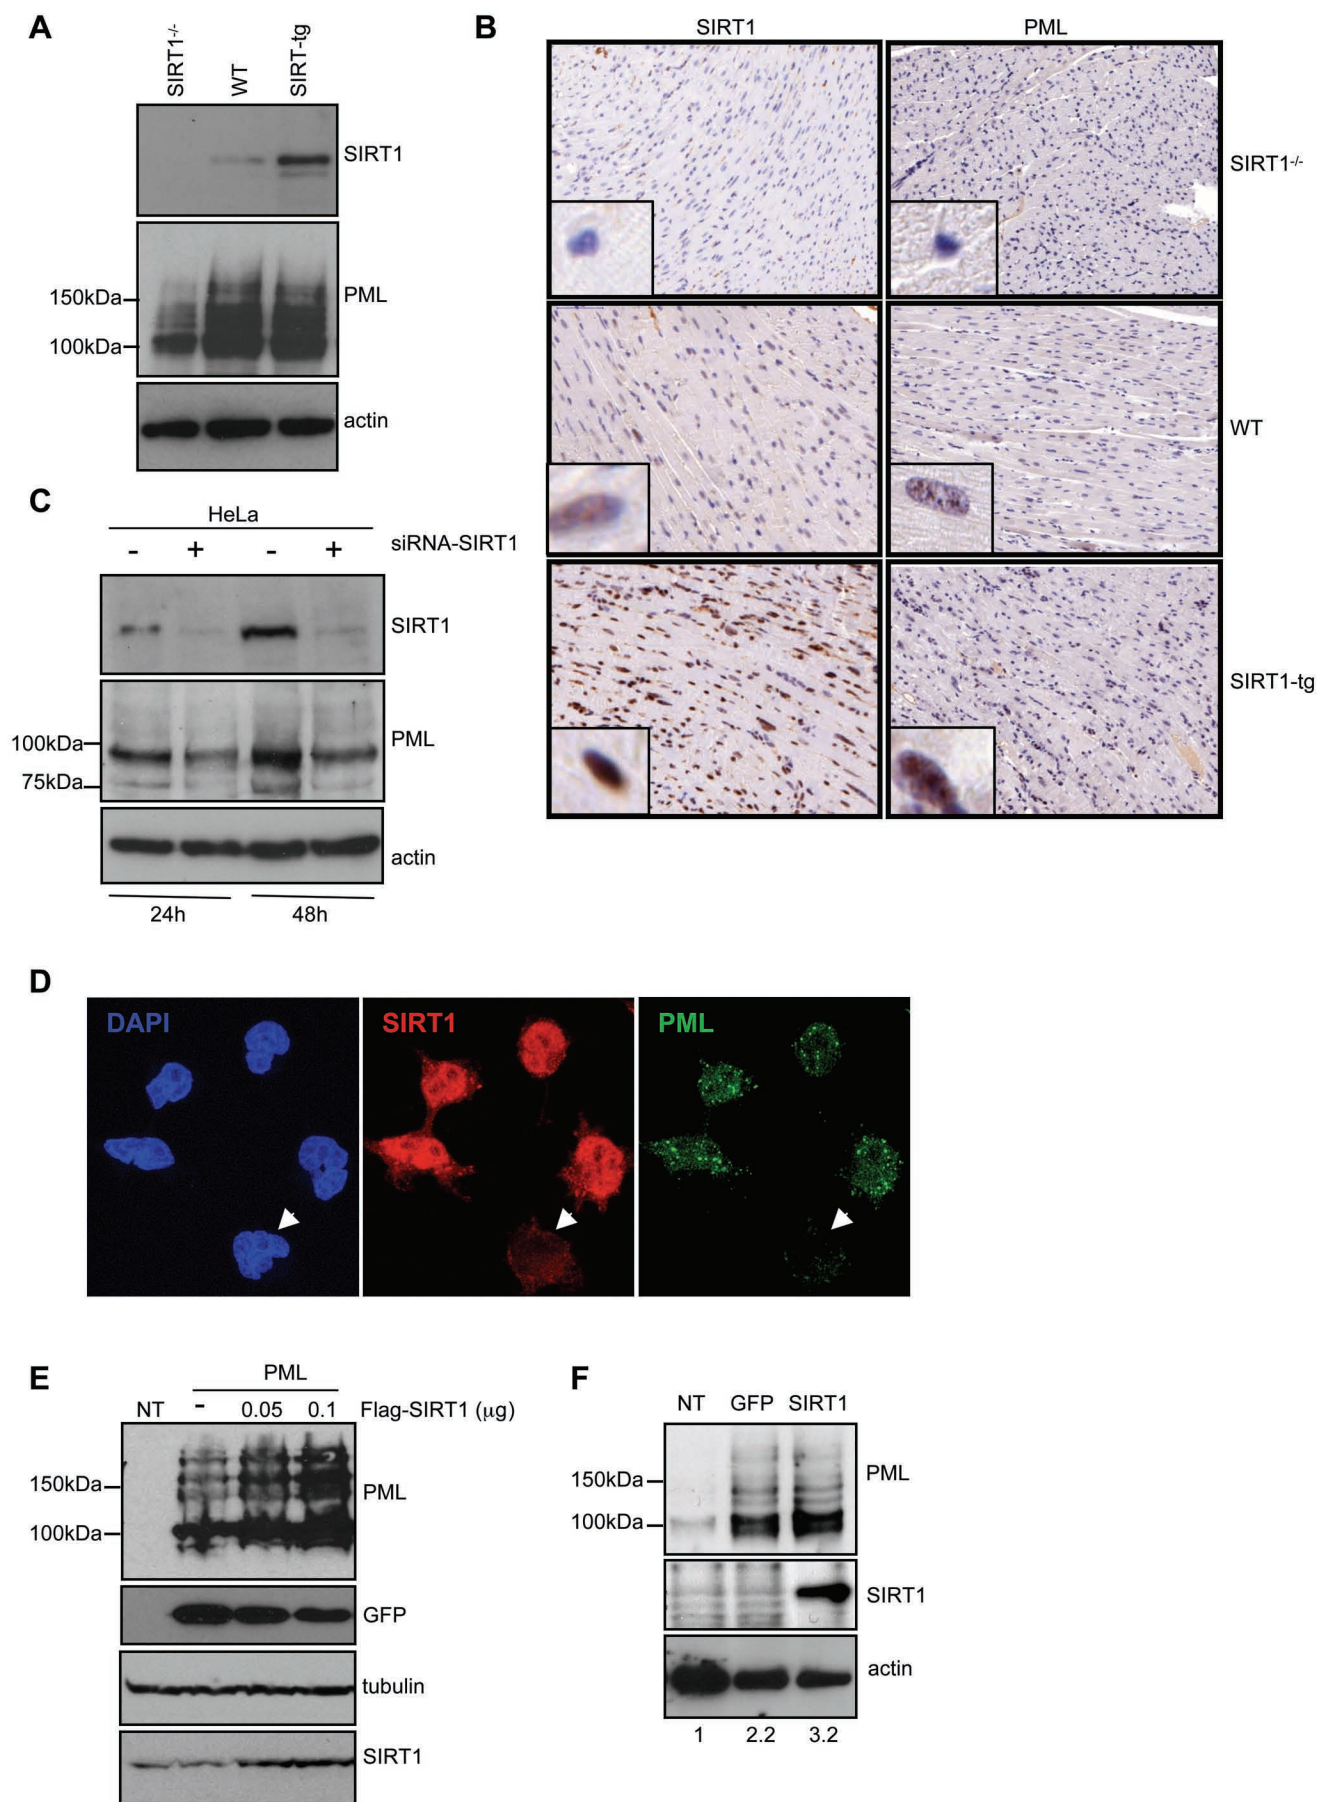 A
SIRT1-/-
WT
SIRT-tg
SIRT1
150kDa
PML
100kDa
actin
B
SIRT1
PML
SIRT1-/-
WT
SIRT1-tg
C
HeLa
- + - + siRNA-SIRT1
SIRT1
100kDa
PML
75kDa
actin
24h 48h
D
DAPI
SIRT1
PML
E
PML
NT - 0.05 0.1 Flag-SIRT1 (µg)
150kDa
PML
100kDa
GFP
tubulin
SIRT1
F
NT GFP SIRT1
150kDa
PML
100kDa
SIRT1
actin
1 2.2 3.2